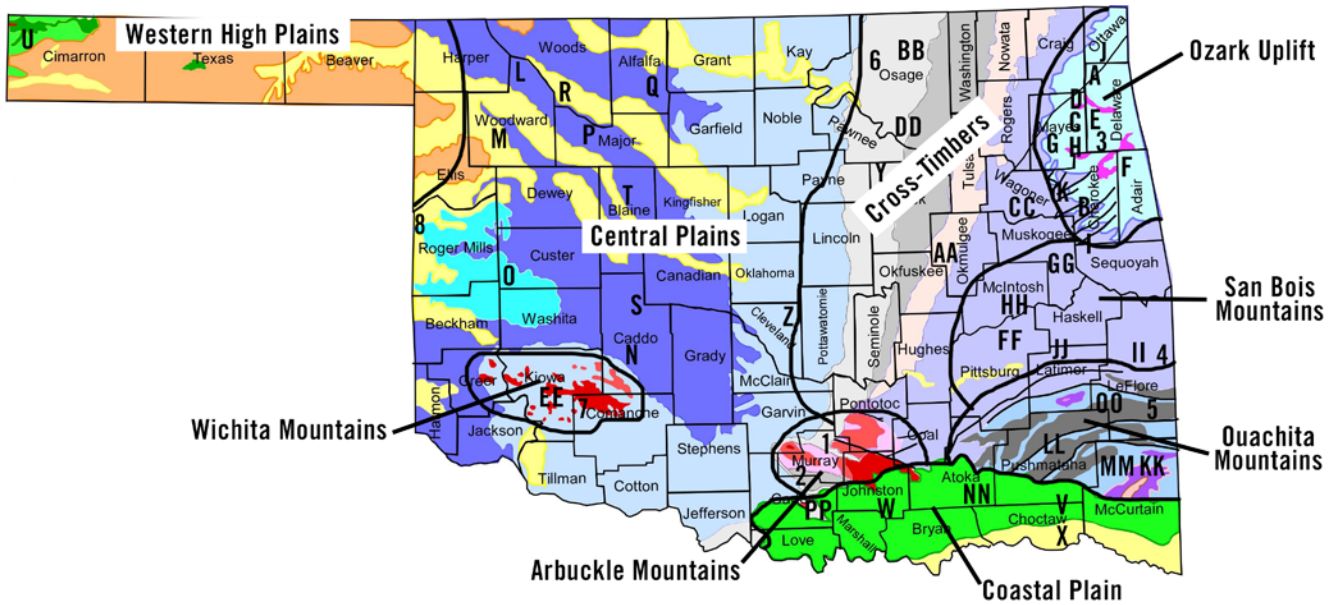 Western High Plains
U
Cimarron
Texas
Beaver
Harper
Woods
Alfalfa
Grant
Kay
6
BB
Osage
Washington
Nowata
Craig
Ottawa
J
Ozark Uplift
L
R
Q
A
D
C
E
Delaware
Woodward
M
P
Major
Garfield
Noble
Pawnee
DD
Cross-Timbers
Rogers
Mayes
G
H
3
Ellis
Payne
Y
Tulsa
Wagoner
K
F
Dewey
T
Blaine
Kingfisher
Logan
CC
B
Cherokee
Adair
8
Roger Mills
Central Plains
Lincoln
Muskogee
I
O
Custer
Canadian
Oklahoma
Okfuskee
AA
Okmulgee
GG
Sequoyah
S
McIntosh
San Bois
Mountains
Beckham
Washita
Cleveland
Z
Pottawatomie
Seminole
HH
Haskell
Caddo
N
Grady
Hughes
FF
JJ
II
4
Greer
Kiowa
McClain
Pittsburg
Latimer
LeFlore
EE
7
Comanche
Harmon
Wichita Mountains
Jackson
Garvin
Pontotoc
OO
5
Ouachita
Mountains
Stephens
1
Murray
Coal
LL
Pushmataha
MM
KK
Tillman
2
Cotton
Johnston
Atoka
PP
W
NN
V
McCurtain
Jefferson
Love
Marshall
Bryan
Choctaw
X
Arbuckle Mountains
Coastal Plain